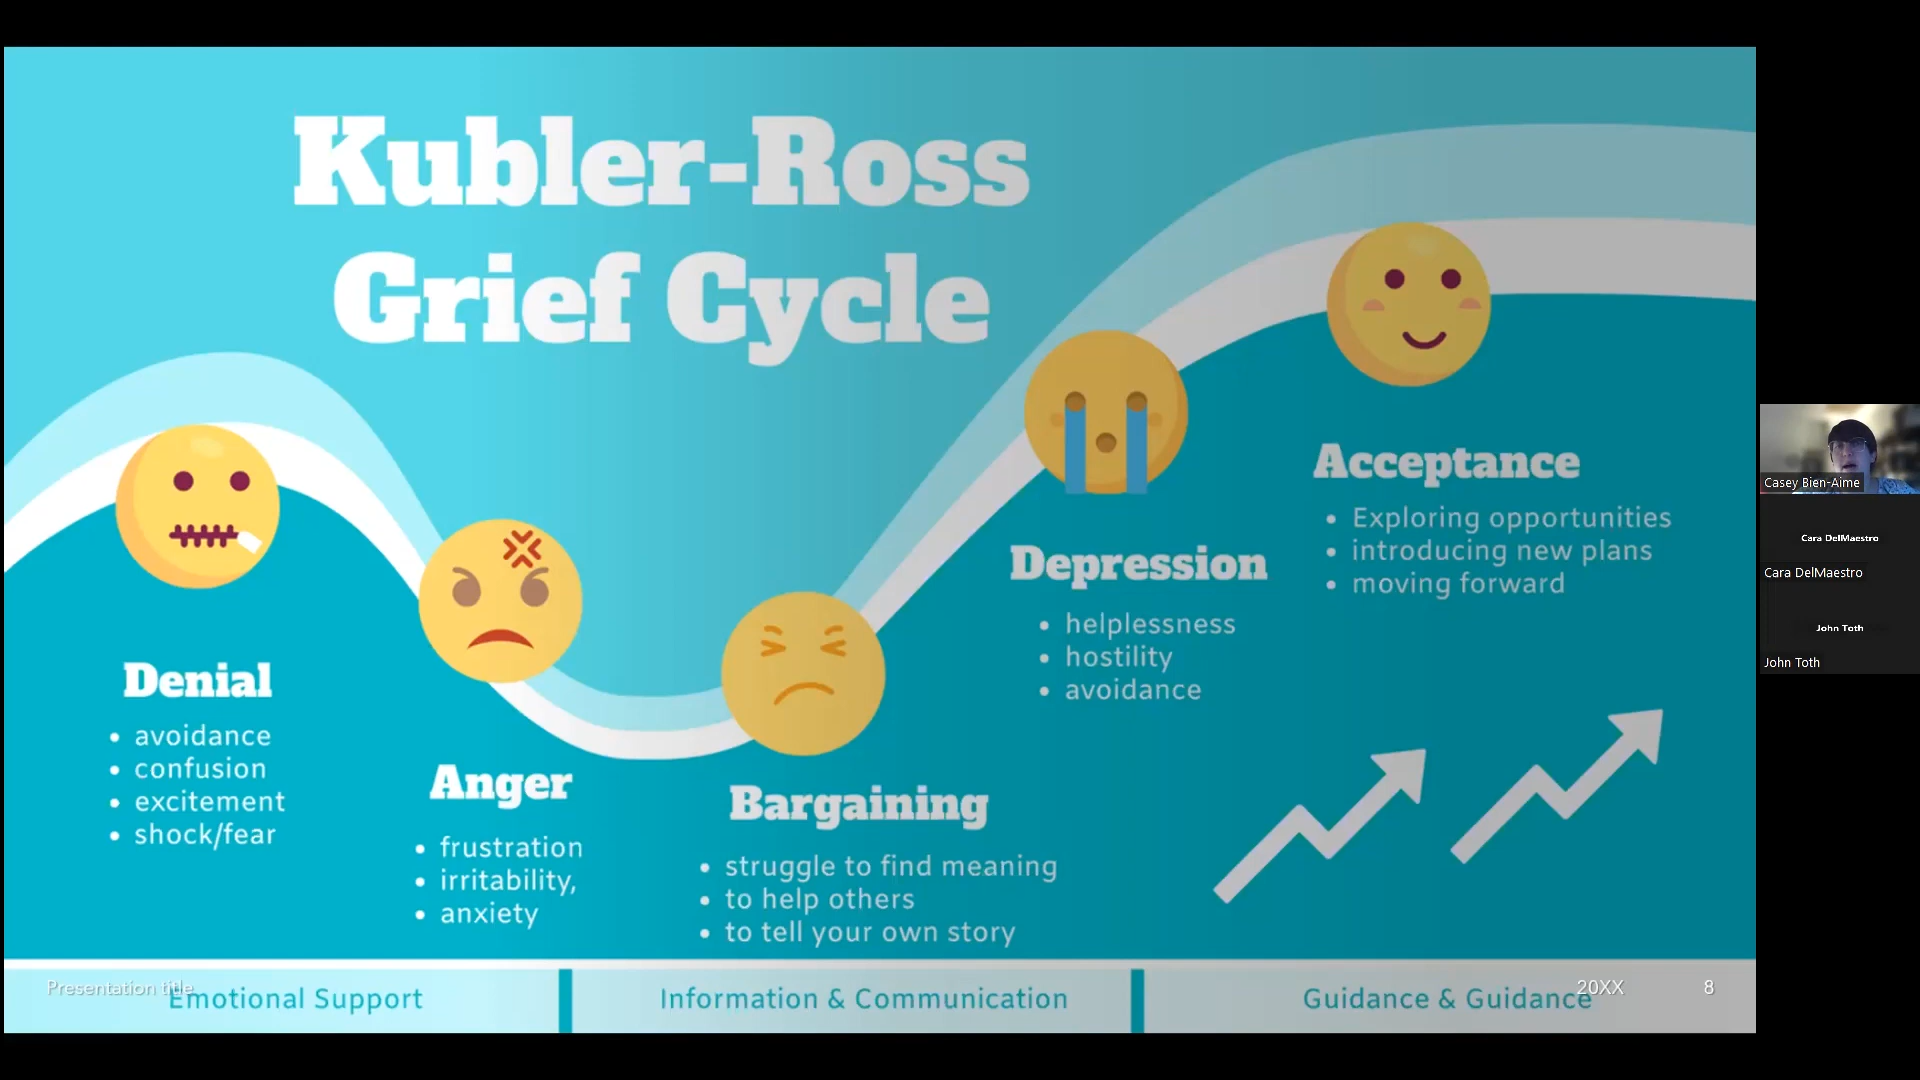 Kubler-Ross
Grief Cycle
Denial
avoidance
confusion
excitement
shock/fear
Anger
frustration
irritability,
anxiety
Bargaining
struggle to find meaning
to help others
to tell your own story
Depression
helplessness
hostility
avoidance
Acceptance
Exploring opportunities
introducing new plans
moving forward
Presentation title
Emotional Support
Information & Communication
Guidance & Guidance
20XX
8
Casey Bien-Aime
Cara DelMaestro
Cara DelMaestro
John Toth
John Toth